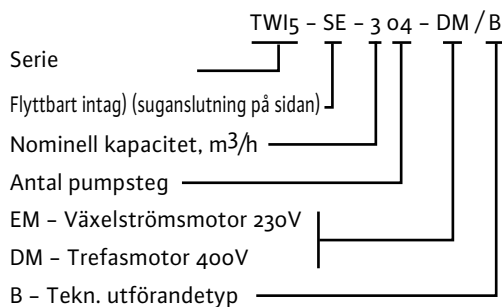 TWI5 – SE – 3 04 – DM / B
Serie
Flyttbart intag) (suganslutning på sidan)
Nominell kapacitet, m3/h
Antal pumpsteg
EM – Växelströmsmotor 230V
DM – Trefasmotor 400V
B – Tekn. utförandetyp